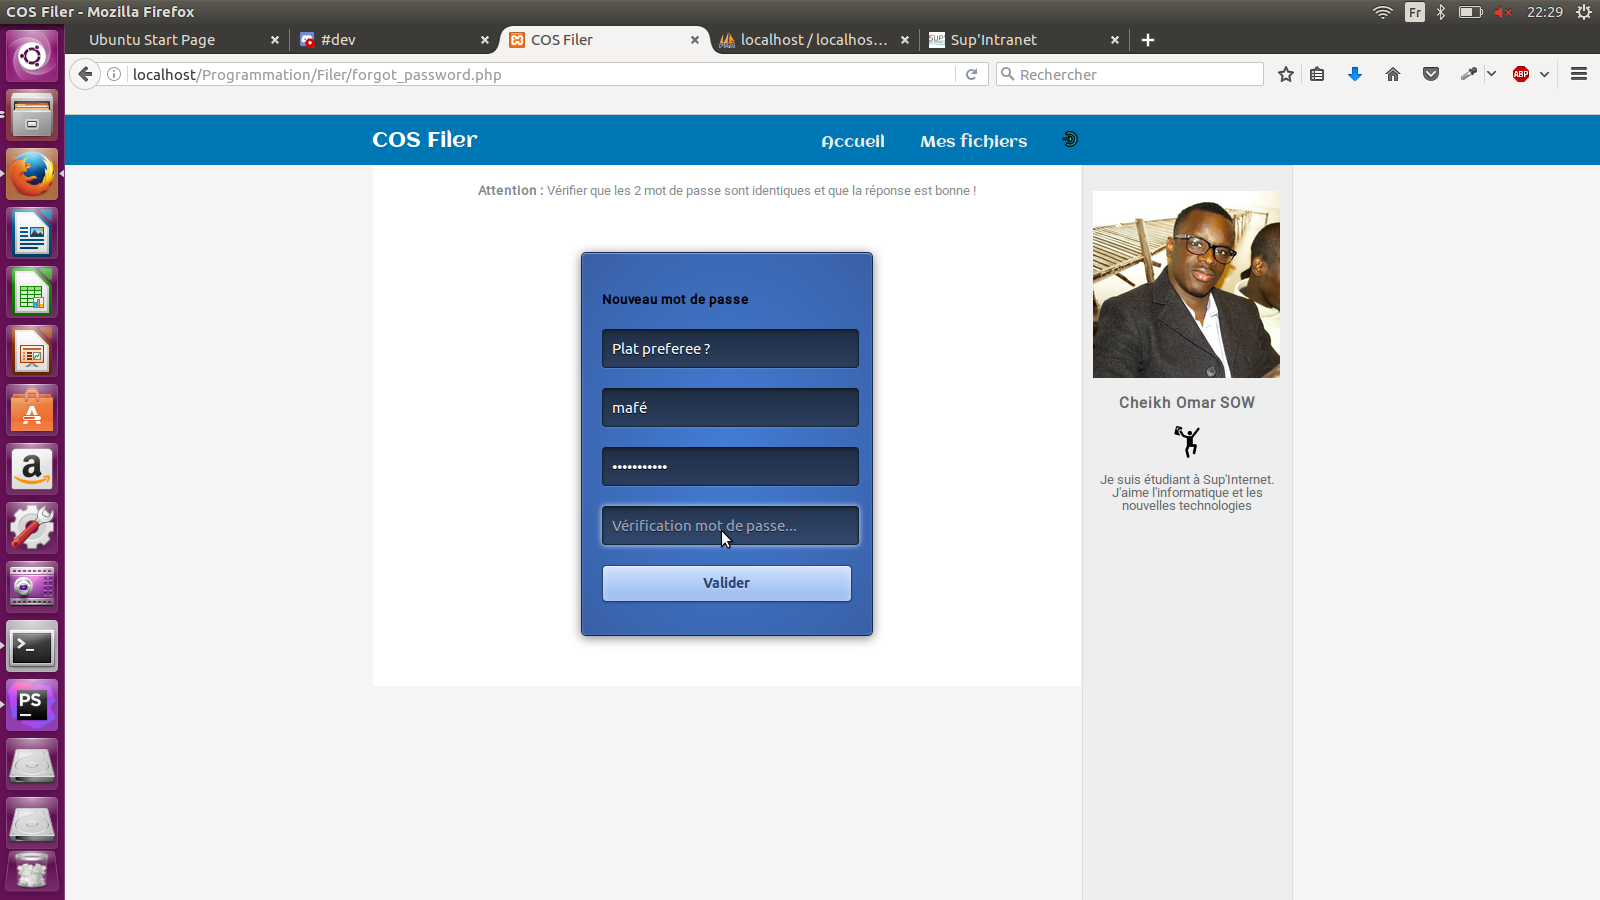 COS Filer - Mozilla Firefox
Fr
22:29
Ubuntu Start Page
#dev
COS Filer
localhost / localhos...
Sup'Intranet
localhost/Programmation/Filer/forgot_password.php
Rechercher
ABP
COS Filer
Accueil
Mes fichiers
Attention : Vérifier que les 2 mot de passe sont identiques et que la réponse est bonne !
Nouveau mot de passe
Plat preferee ?
mafé
•••••••••••
Vérification mot de passe...
Valider
Cheikh Omar SOW
Je suis étudiant à Sup'Internet.
J'aime l'informatique et les
nouvelles technologies
PS